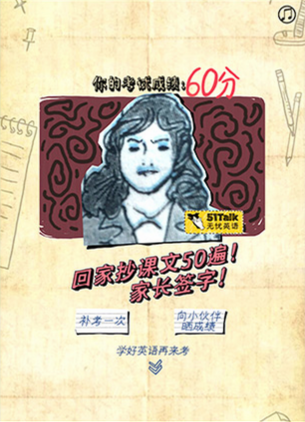 你的考试成绩:60分
51Talk
无忧英语
回家抄课文50遍!
家长签字!
补考一次
向小伙伴
晒成绩
学好英语再来考